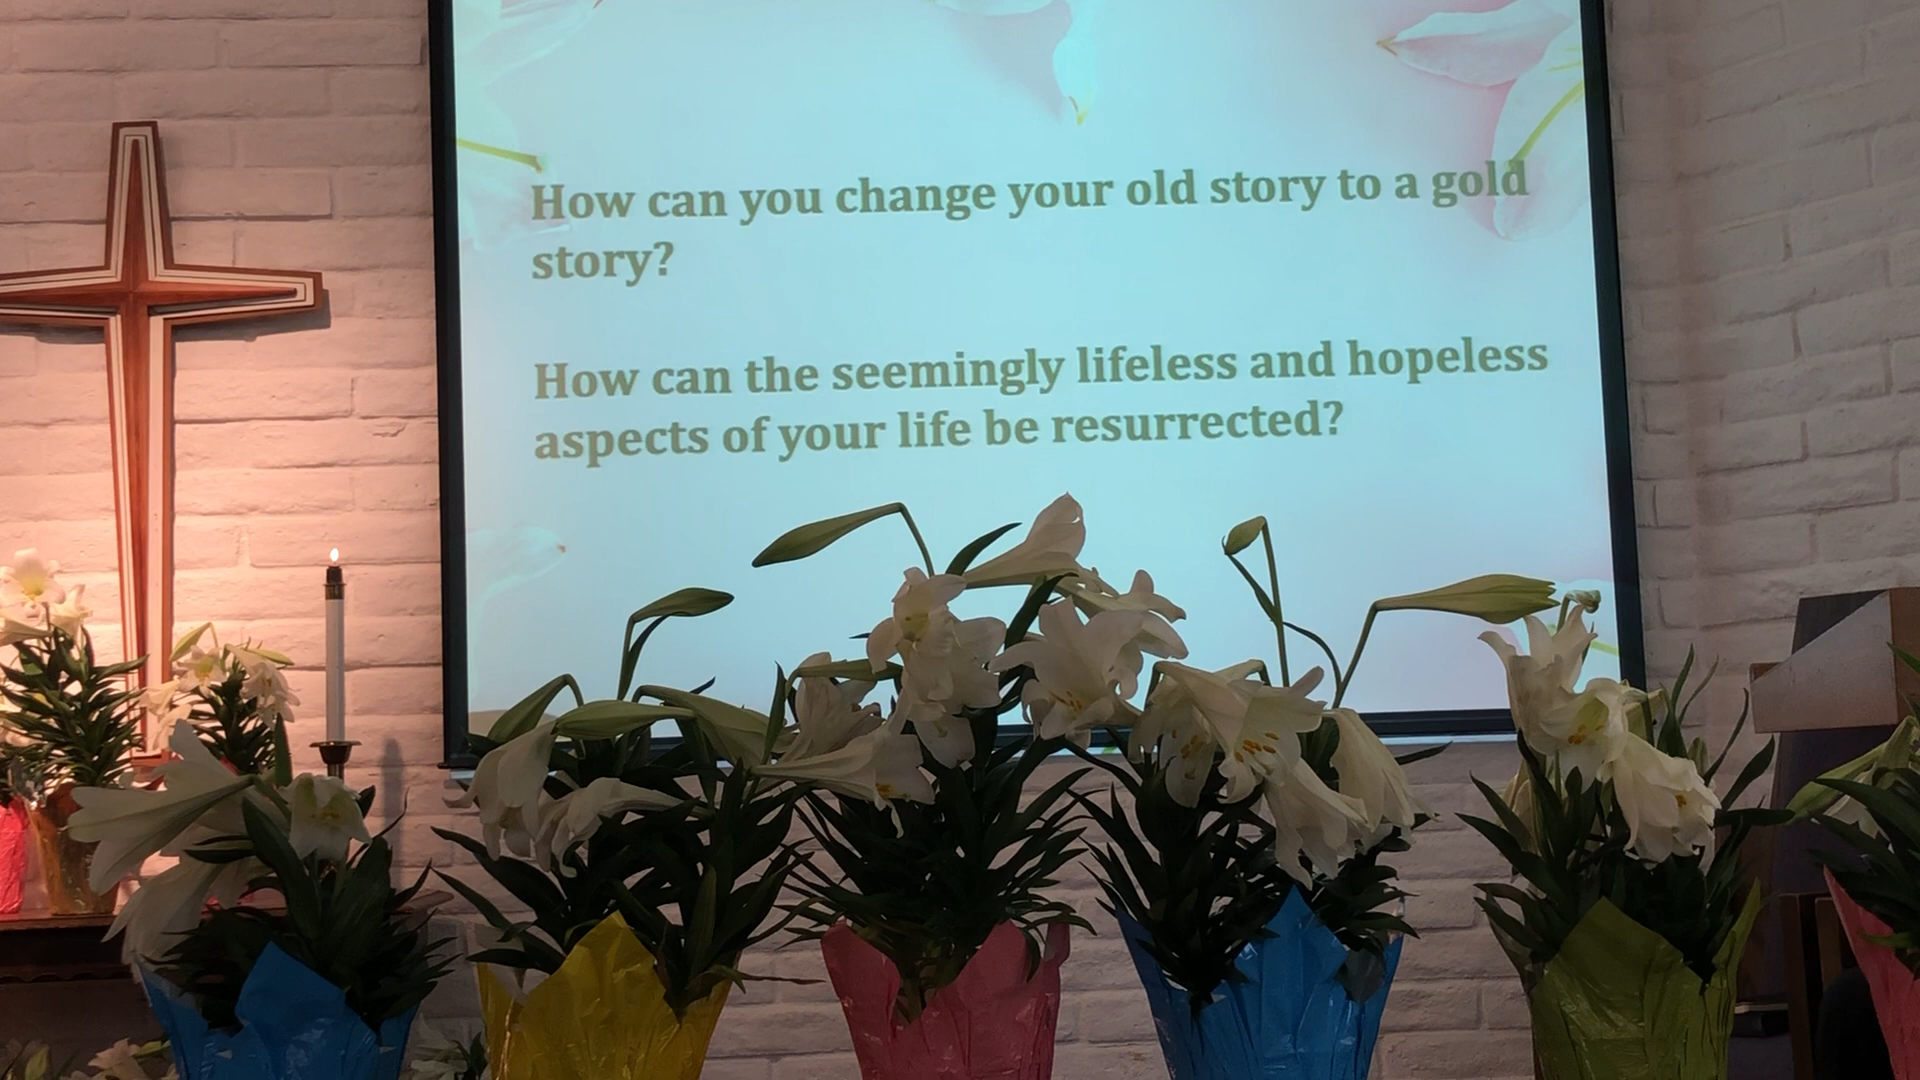 How can you change your old story to a gold
story?
How can the seemingly lifeless and hopeless
aspects of your life be resurrected?